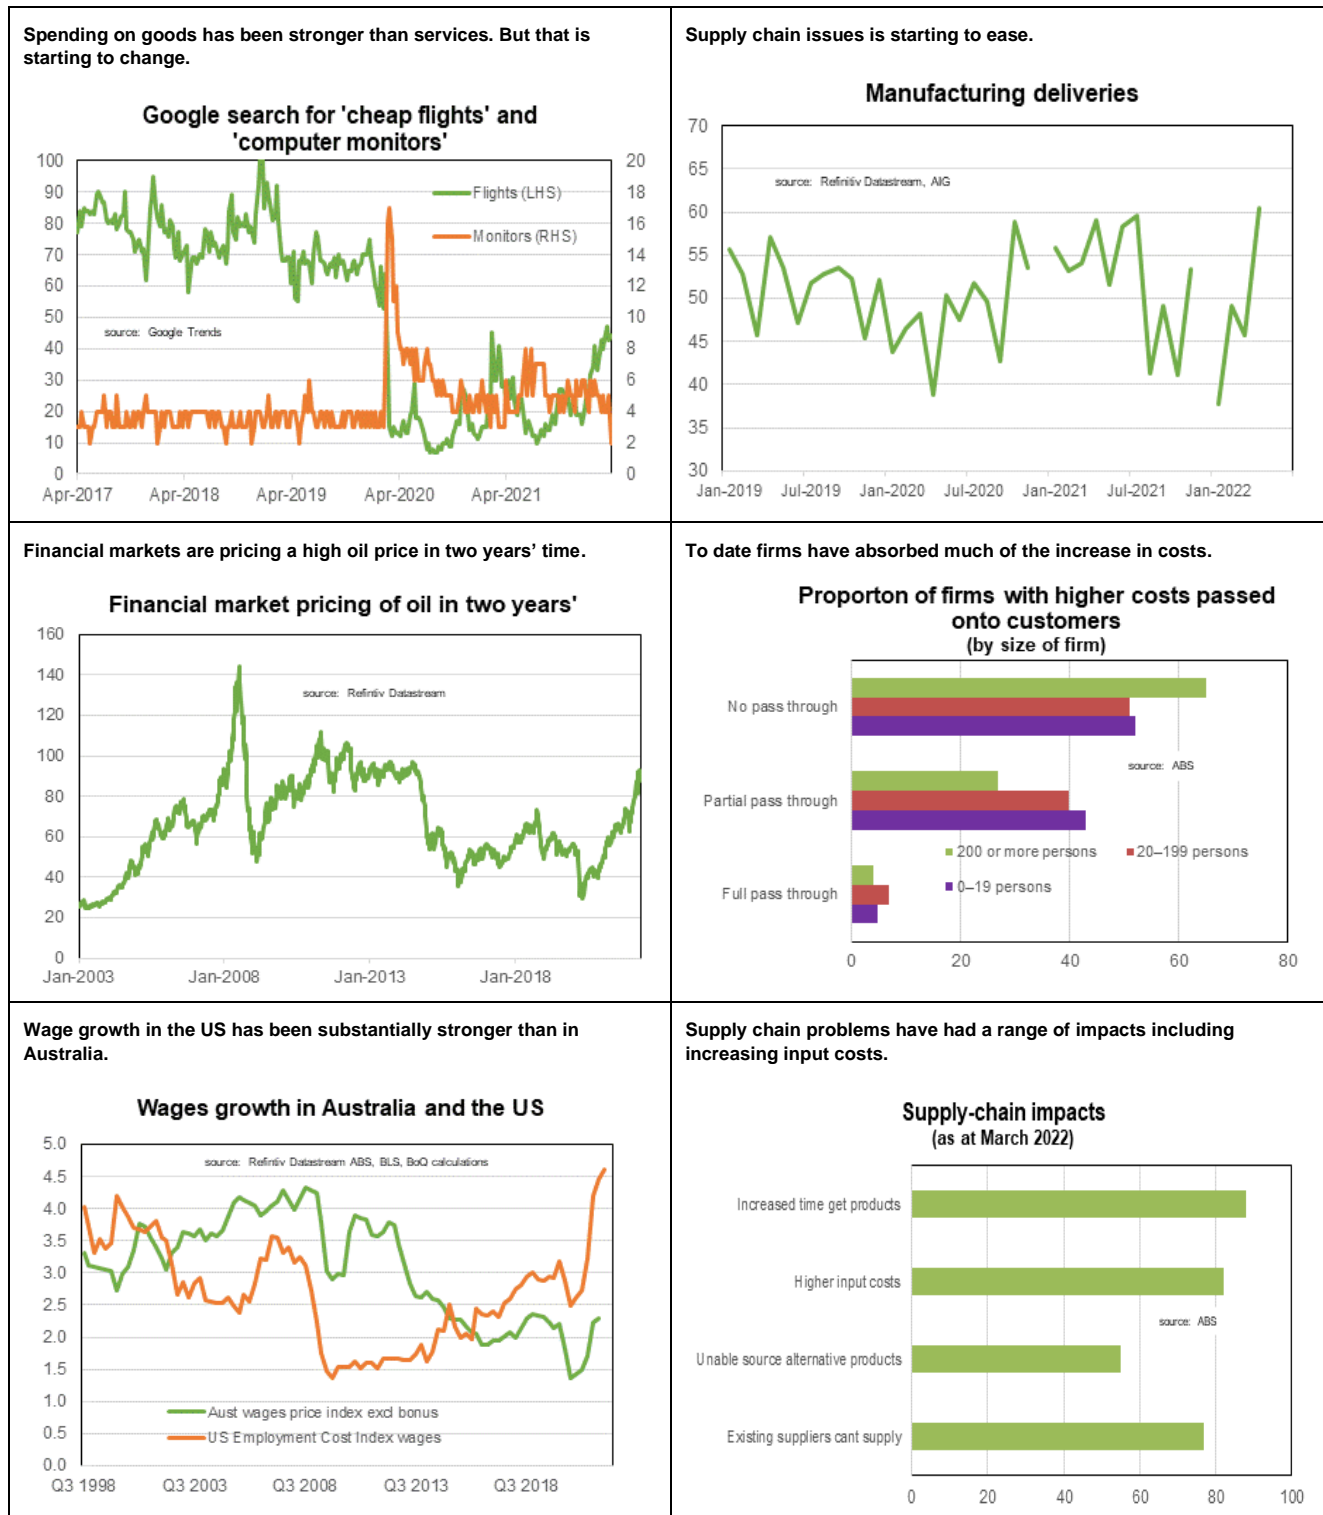 Spending on goods has been stronger than services. But that is
starting to change.
Google search for 'cheap flights' and
'computer monitors'
100
90
80
70
60
50
40
30
20
10
0
20
18
16
14
12
10
8
6
4
2
0
Flights (LHS)
Monitors (RHS)
source: Google Trends
Apr-2017
Apr-2018
Apr-2019
Apr-2020
Apr-2021
Supply chain issues is starting to ease.
Manufacturing deliveries
70
65
60
55
50
45
40
35
30
source: Refinitiv Datastream, AIG
Jan-2019
Jul-2019
Jan-2020
Jul-2020
Jan-2021
Jul-2021
Jan-2022
Financial markets are pricing a high oil price in two years’ time.
Financial market pricing of oil in two years'
160
140
120
100
80
60
40
20
0
source: Refintiv Datastream
Jan-2003
Jan-2008
Jan-2013
Jan-2018
To date firms have absorbed much of the increase in costs.
Proporton of firms with higher costs passed
onto customers
(by size of firm)
No pass through
Partial pass through
Full pass through
source: ABS
200 or more persons
20–199 persons
0–19 persons
0
20
40
60
80
Wage growth in the US has been substantially stronger than in
Australia.
Wages growth in Australia and the US
5.0
4.5
4.0
3.5
3.0
2.5
2.0
1.5
1.0
0.5
0.0
source: Refintiv Datastream ABS, BLS, BoQ calculations
Aust wages price index excl bonus
US Employment Cost Index wages
Q3 1998
Q3 2003
Q3 2008
Q3 2013
Q3 2018
Supply chain problems have had a range of impacts including
increasing input costs.
Supply-chain impacts
(as at March 2022)
Increased time get products
Higher input costs
source: ABS
Unable source alternative products
Existing suppliers cant supply
0
20
40
60
80
100